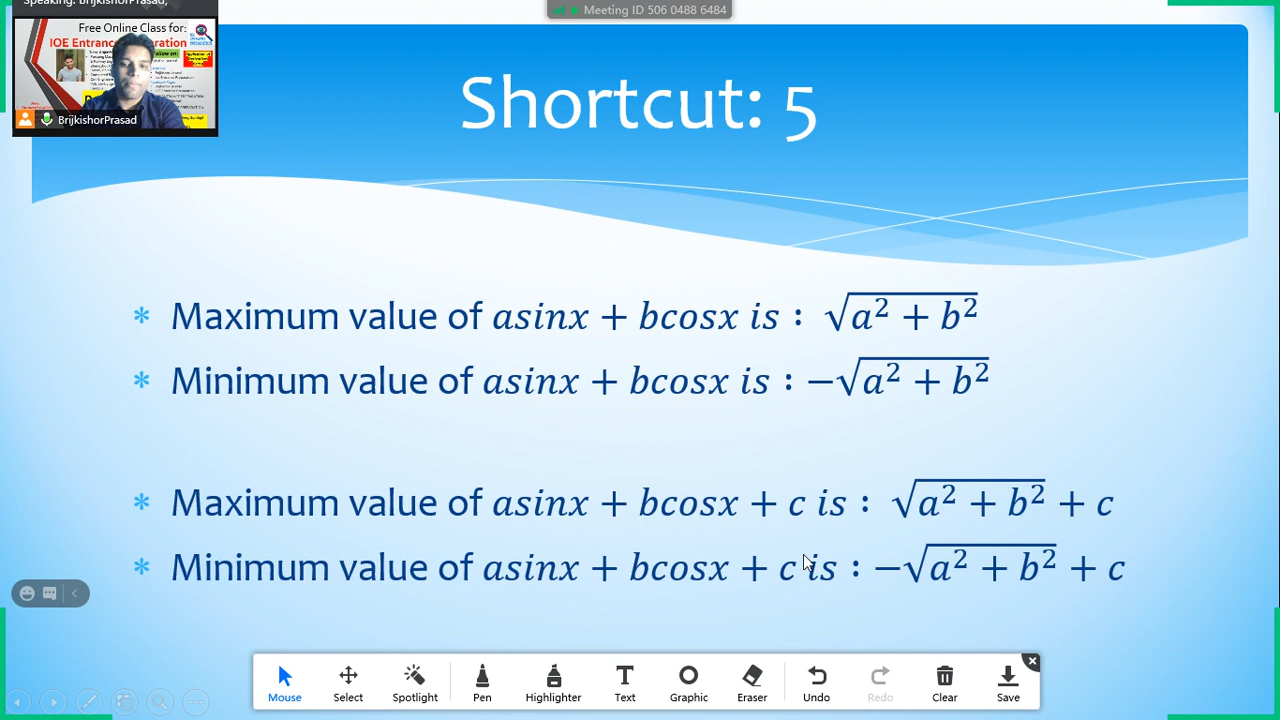 Speaking: BrijkishorPrasad;
Meeting ID 506 0488 6484
Free Online Class for:
BrijkishorPrasad
Shortcut: 5
* Maximum value of asinx + bcosx is : √(a² + b²)
* Minimum value of asinx + bcosx is : −√(a² + b²)
* Maximum value of asinx + bcosx + c is : √(a² + b²) + c
* Minimum value of asinx + bcosx + c is : −√(a² + b²) + c
Mouse Select Spotlight Pen Highlighter Text Graphic Eraser Undo Redo Clear Save